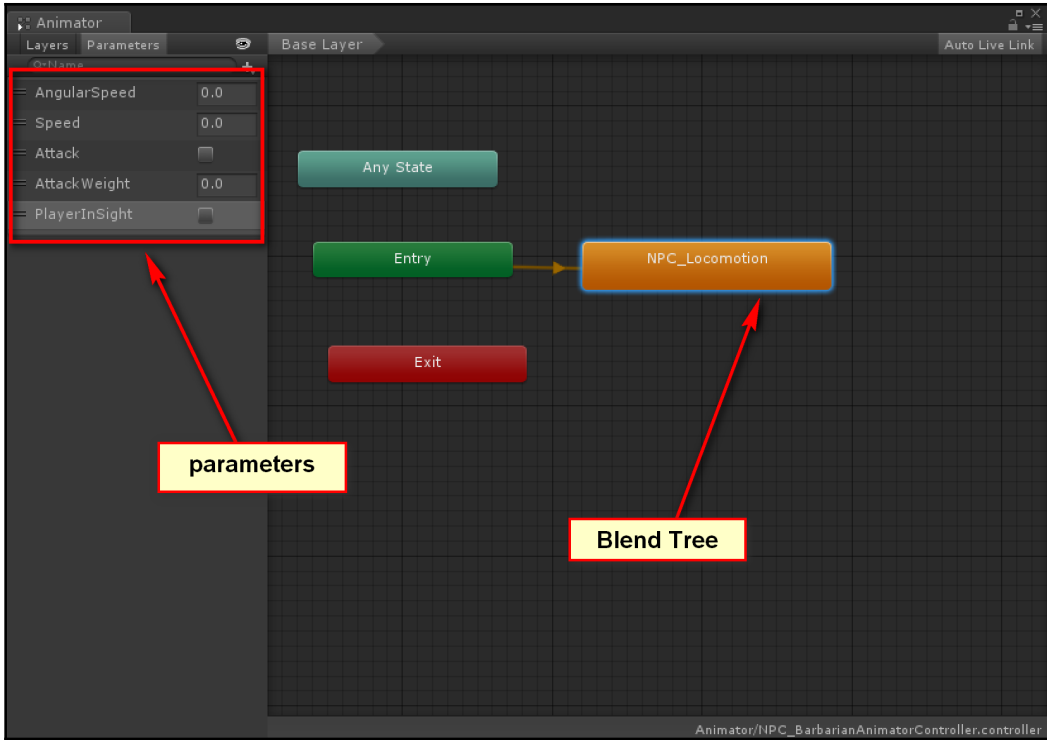 Animator
Layers Parameters
Name
Base Layer
Auto Live Link
AngularSpeed 0.0
Speed 0.0
Attack
AttackWeight 0.0
PlayerInSight
Any State
Entry
NPC_Locomotion
Exit
parameters
Blend Tree
Animator/NPC_BarbarianAnimatorController.controller